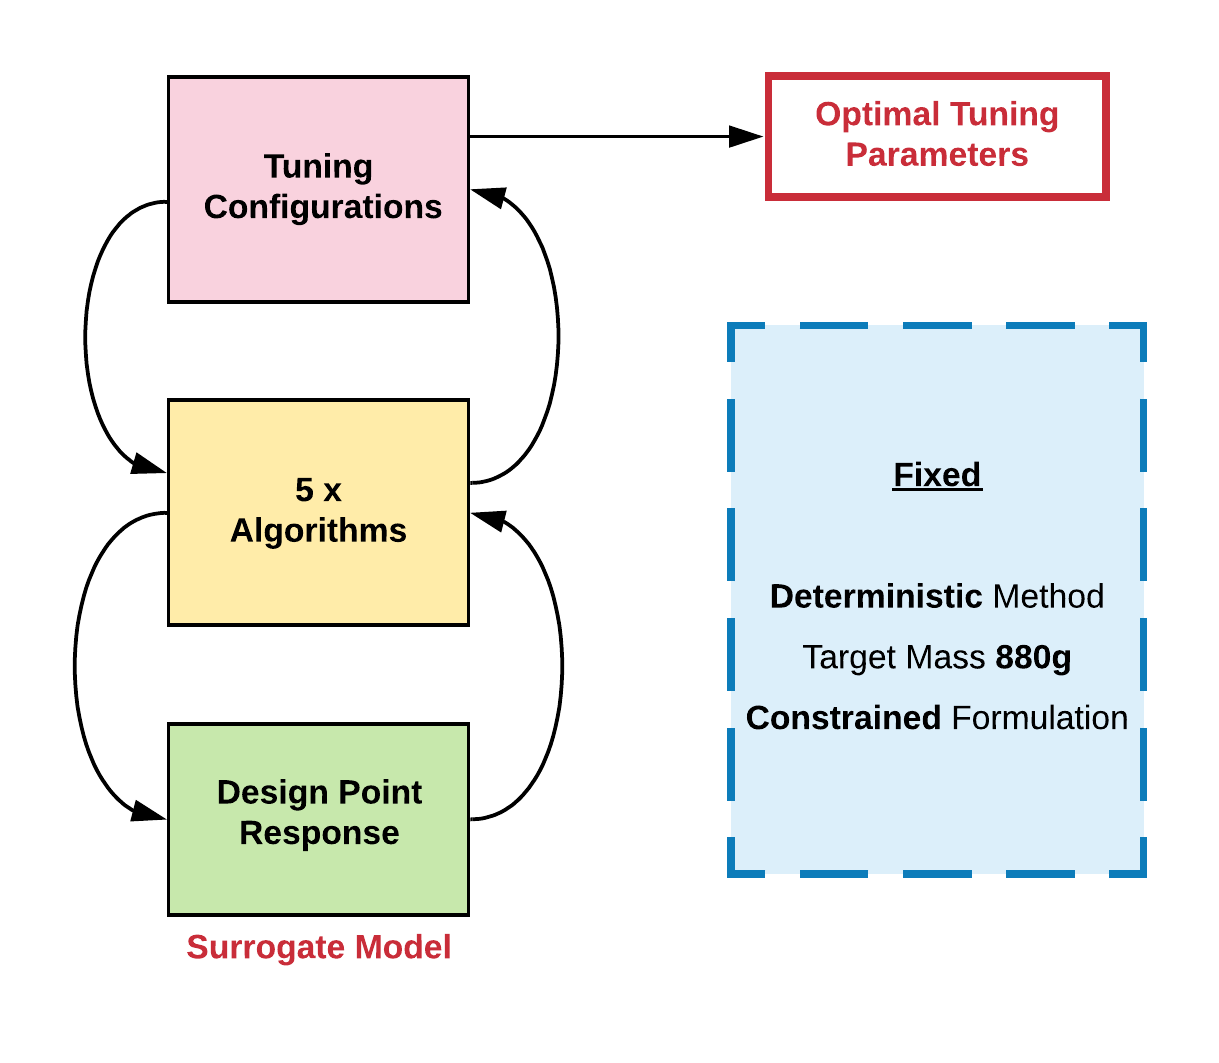 Tuning
Configurations
Optimal Tuning
Parameters
5 x
Algorithms
Design Point
Response
Surrogate Model
Fixed
Deterministic Method
Target Mass 880g
Constrained Formulation